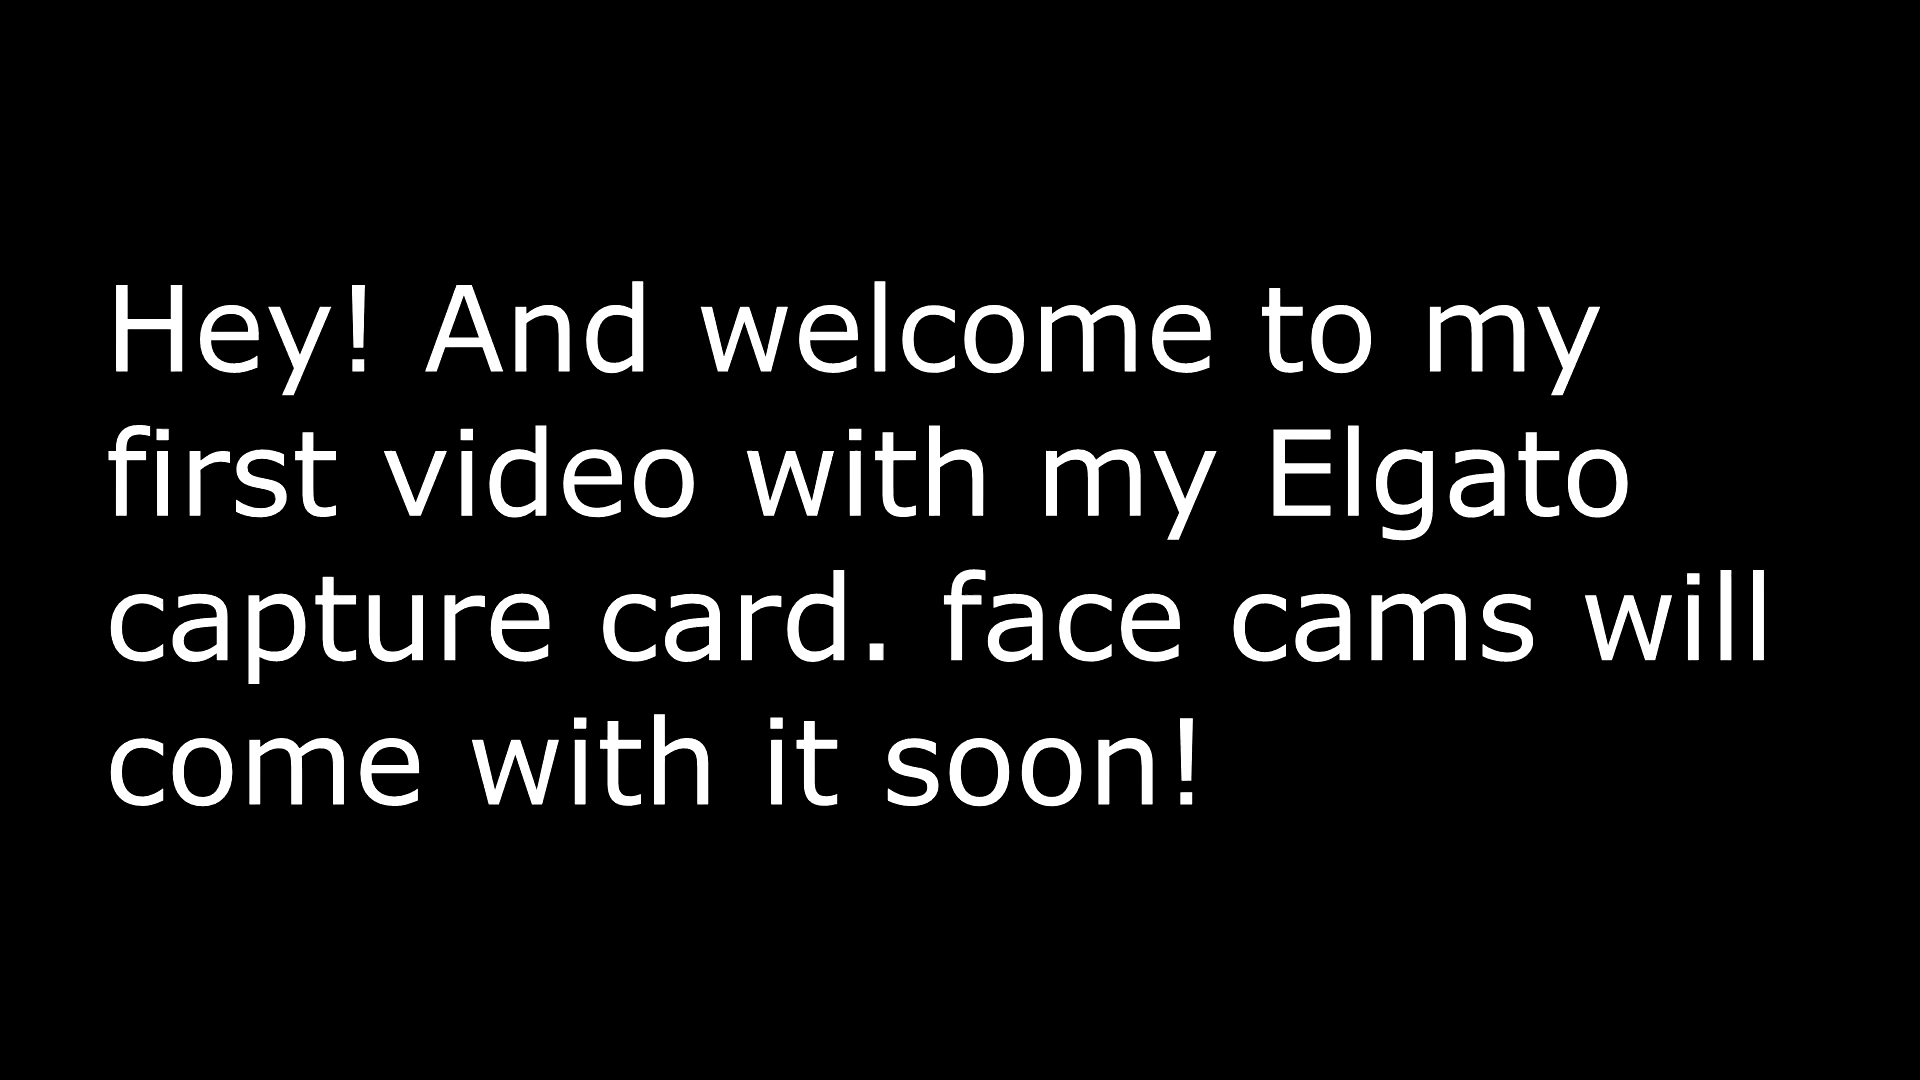 Hey! And welcome to my
first video with my Elgato
capture card. face cams will
come with it soon!